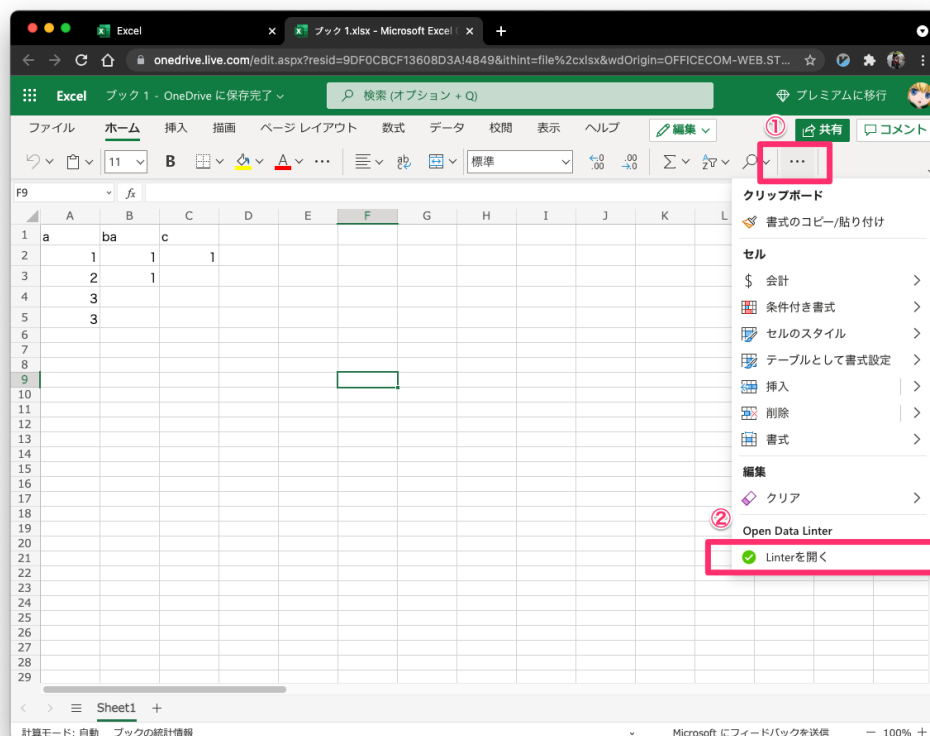 Excel
ブック 1.xlsx - Microsoft Excel
onedrive.live.com/edit.aspx?resid=9DF0CBCF13608D3A!4849&ithint=file%2cxlsx&wdOrigin=OFFICECOM-WEB.ST...
Excel ブック 1 - OneDrive に保存完了 検索 (オプション + Q) プレミアムに移行
ファイル ホーム 挿入 描画 ページ レイアウト 数式 データ 校閲 表示 ヘルプ 編集 ① 共有 コメント
11 B A 標準
F9 fx
A B C D E F G H I J K L
1 a ba c
2 1 1 1
3 2 1
4 3
5 3
6
7
8
9
10
11
12
13
14
15
16
17
18
19
20
21
22
23
24
25
26
27
28
29
クリップボード
書式のコピー/貼り付け
セル
$ 会計
条件付き書式
セルのスタイル
テーブルとして書式設定
挿入
削除
書式
編集
クリア
②
Open Data Linter
Linterを開く
Sheet1
計算モード: 自動 ブックの統計情報 Microsoft にフィードバックを送信 100%